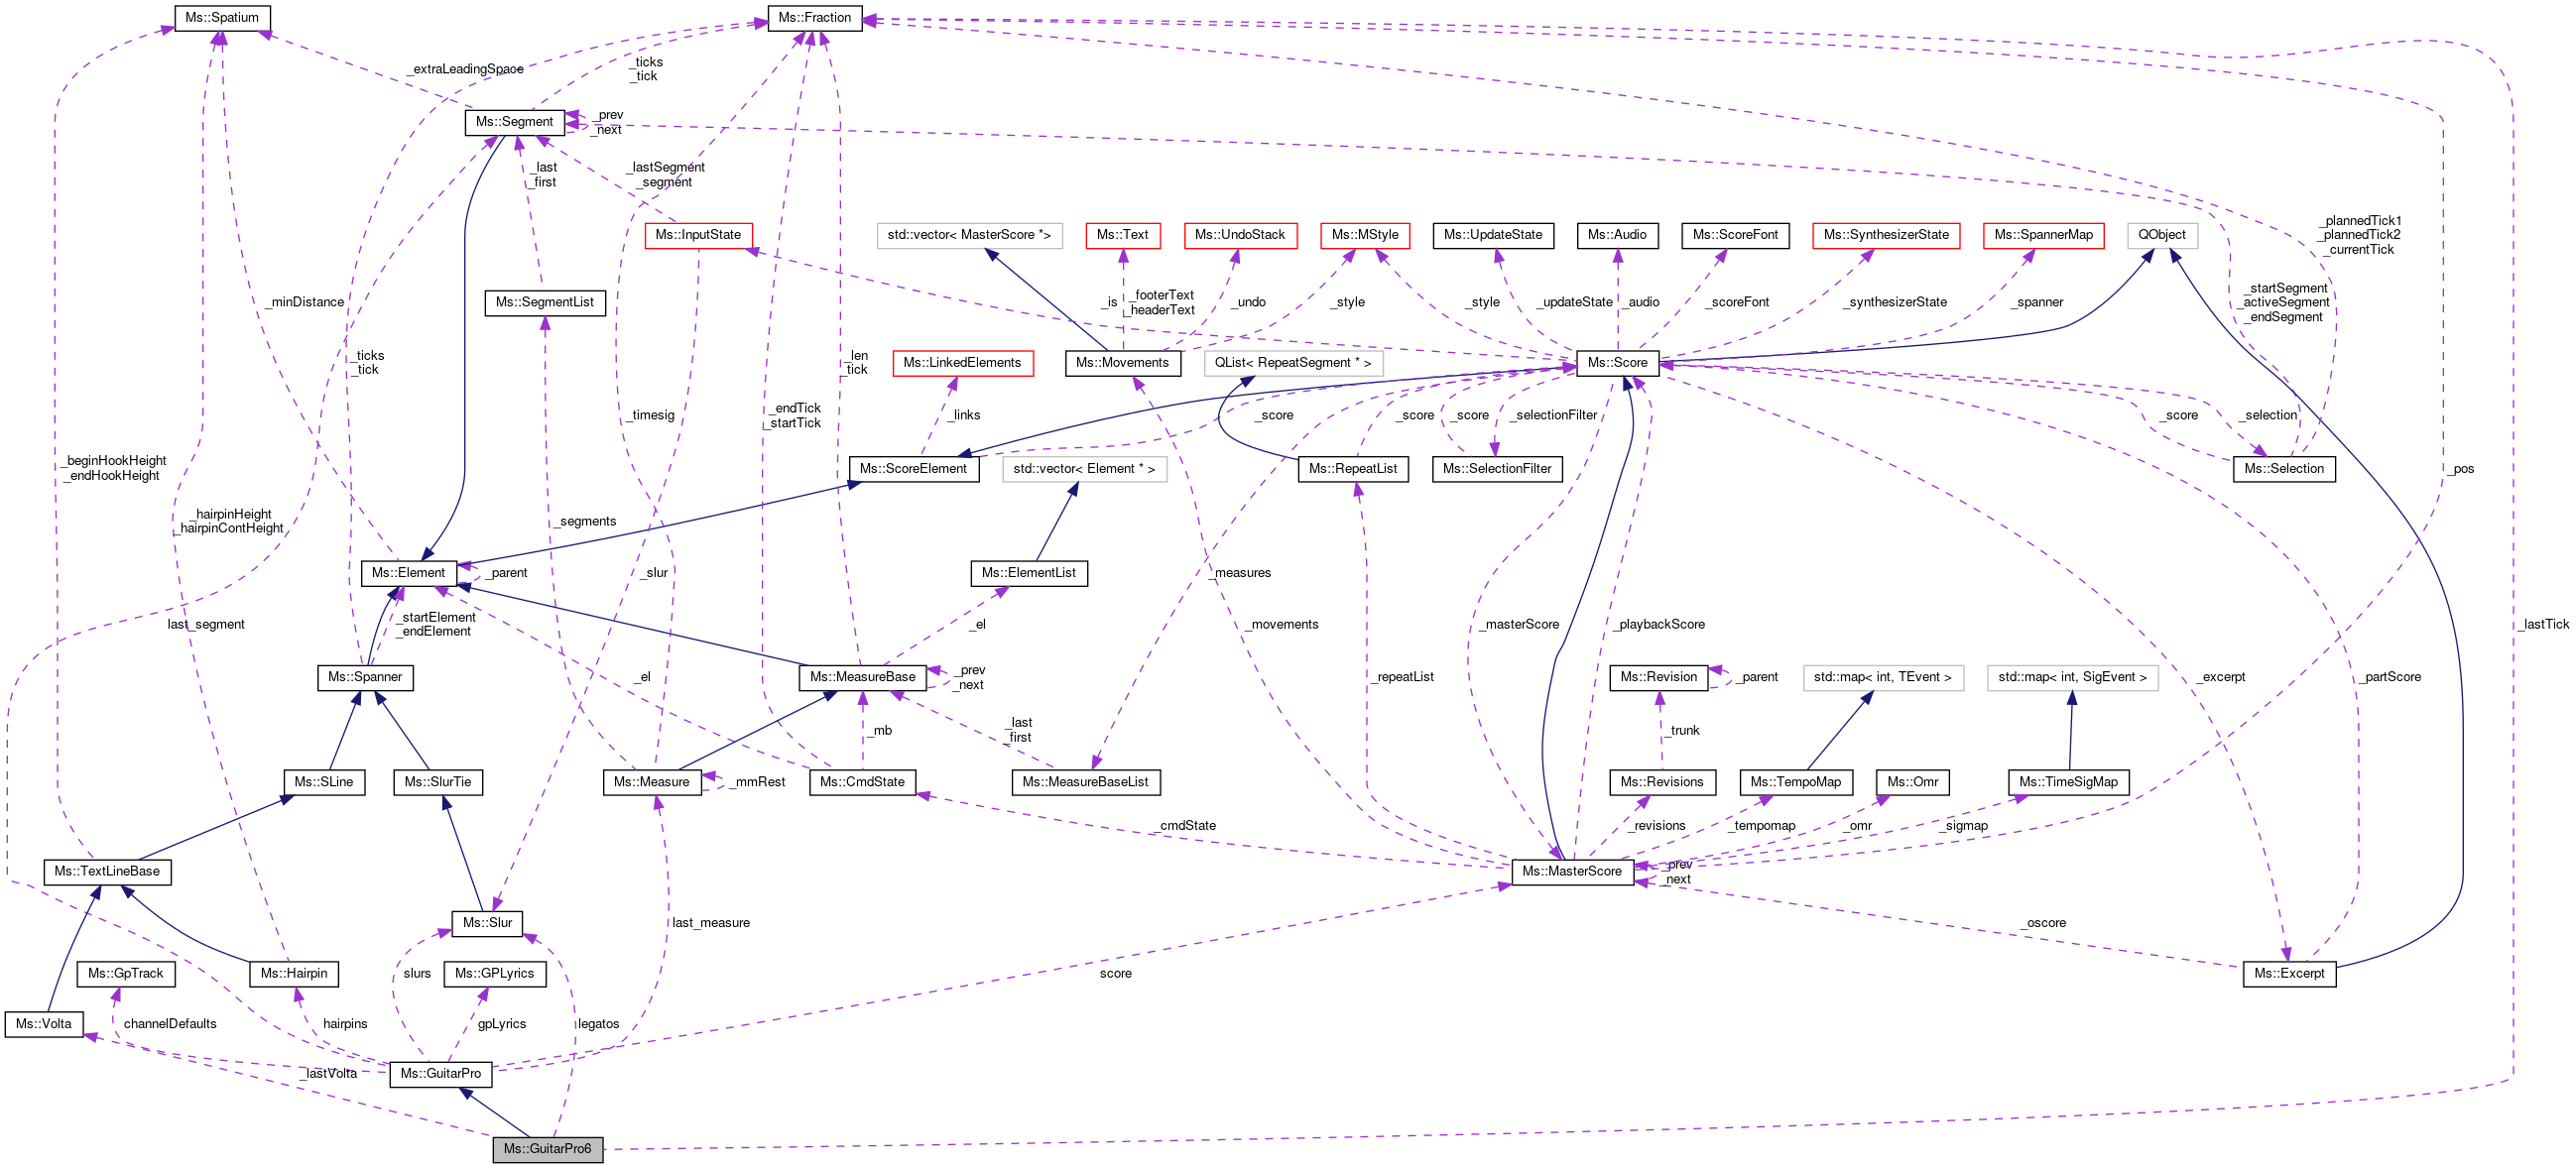 Ms::Spatium
Ms::Fraction
_extraLeadingSpace
_ticks
_tick
Ms::Segment
_prev
_next
_last
_first
_lastSegment
_segment
Ms::InputState
std::vector< MasterScore *>
Ms::Text
Ms::UndoStack
Ms::MStyle
Ms::UpdateState
Ms::Audio
Ms::ScoreFont
Ms::SynthesizerState
Ms::SpannerMap
QObject
_plannedTick1
_plannedTick2
_currentTick
_minDistance
Ms::SegmentList
_is
_footerText
_headerText
_undo
_style
_style
_updateState
_audio
_scoreFont
_synthesizerState
_spanner
_startSegment
_activeSegment
_endSegment
_ticks
_tick
_len
_tick
Ms::LinkedElements
Ms::Movements
QList< RepeatSegment * >
Ms::Score
_endTick
_startTick
_timesig
_links
_score
_score
_score
_selectionFilter
_score
_selection
_beginHookHeight
_endHookHeight
Ms::ScoreElement
std::vector< Element * >
Ms::RepeatList
Ms::SelectionFilter
Ms::Selection
_pos
_hairpinHeight
_hairpinContHeight
_segments
Ms::Element
_parent
_slur
Ms::ElementList
_measures
last_segment
_startElement
_endElement
_el
_movements
_masterScore
_playbackScore
_lastTick
Ms::Spanner
_el
Ms::MeasureBase
_prev
_next
_repeatList
Ms::Revision
_parent
std::map< int, TEvent >
std::map< int, SigEvent >
_excerpt
_partScore
_mb
_last
_first
_trunk
Ms::SLine
Ms::SlurTie
Ms::Measure
_mmRest
Ms::CmdState
Ms::MeasureBaseList
Ms::Revisions
Ms::TempoMap
Ms::Omr
Ms::TimeSigMap
_cmdState
_revisions
_tempomap
_omr
_sigmap
Ms::TextLineBase
Ms::MasterScore
_prev
_next
Ms::Slur
last_measure
_oscore
Ms::GpTrack
Ms::Hairpin
slurs
Ms::GPLyrics
score
Ms::Excerpt
Ms::Volta
channelDefaults
hairpins
gpLyrics
legatos
_lastVolta
Ms::GuitarPro
Ms::GuitarPro6